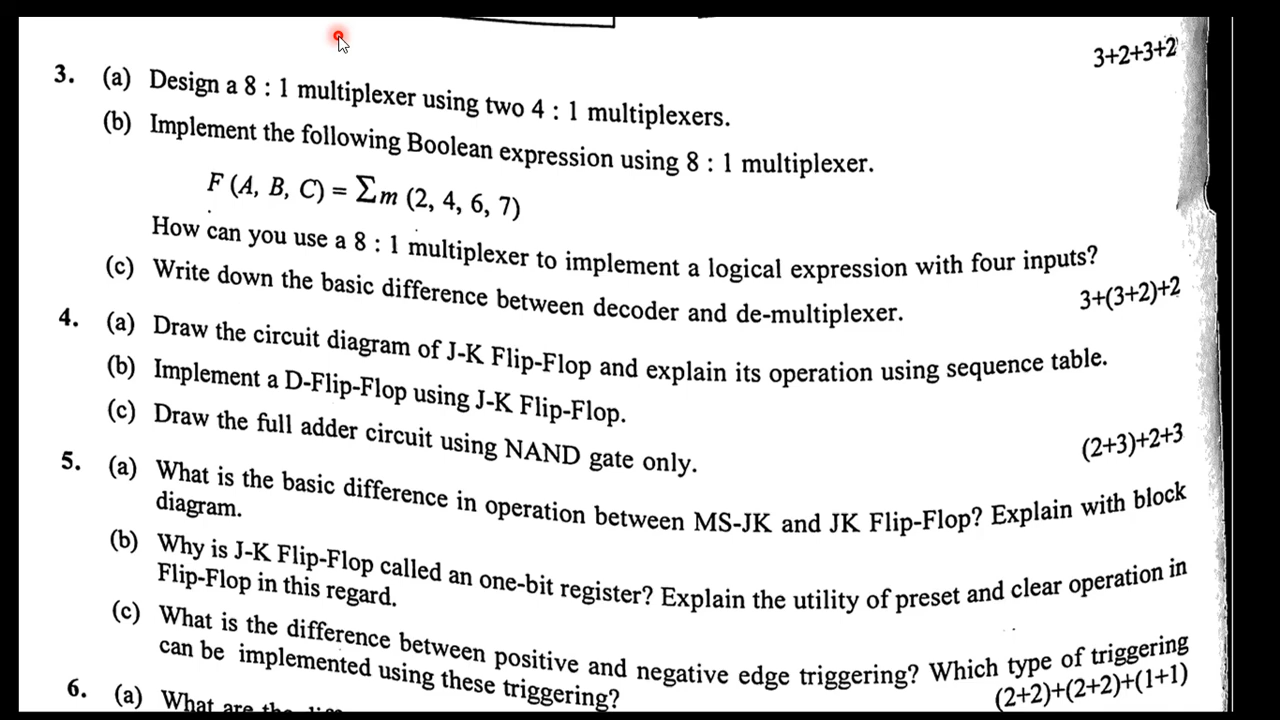 3+2+3+2
3. (a) Design a 8 : 1 multiplexer using two 4 : 1 multiplexers.
(b) Implement the following Boolean expression using 8 : 1 multiplexer.
F (A, B, C) = Σm (2, 4, 6, 7)
How can you use a 8 : 1 multiplexer to implement a logical expression with four inputs?
(c) Write down the basic difference between decoder and de-multiplexer.
3+(3+2)+2
4. (a) Draw the circuit diagram of J-K Flip-Flop and explain its operation using sequence table.
(b) Implement a D-Flip-Flop using J-K Flip-Flop.
(c) Draw the full adder circuit using NAND gate only.
(2+3)+2+3
5. (a) What is the basic difference in operation between MS-JK and JK Flip-Flop? Explain with block
diagram.
(b) Why is J-K Flip-Flop called an one-bit register? Explain the utility of preset and clear operation in
Flip-Flop in this regard.
(c) What is the difference between positive and negative edge triggering? Which type of triggering
can be implemented using these triggering?
(2+2)+(2+2)+(1+1)
6. (a) What are the